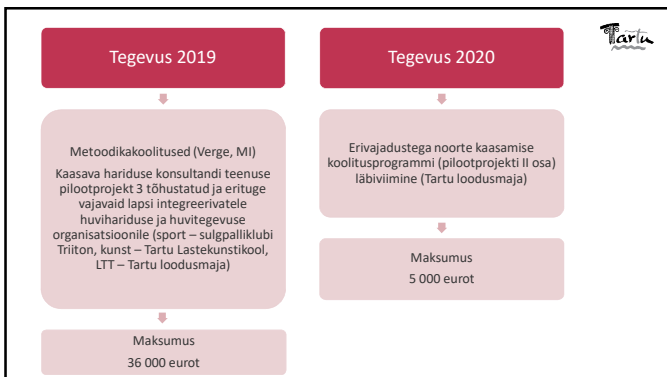 Tegevus 2019
Metoodikakoolitused (Verge, MI)
Kaasava hariduse konsultandi teenuse
pilootprojekt 3 tõhustatud ja erituge
vajavaid lapsi integreerivatele
huvihariduse ja huvitegevuse
organisatsioonile (sport – sulgpalliklubi
Triiton, kunst – Tartu Lastekunstikool,
LTT – Tartu loodusmaja)
Maksumus
36 000 eurot
Tegevus 2020
Erivajadustega noorte kaasamise
koolitusprogrammi (pilootprojekti II osa)
läbiviimine (Tartu loodusmaja)
Maksumus
5 000 eurot
Tartu